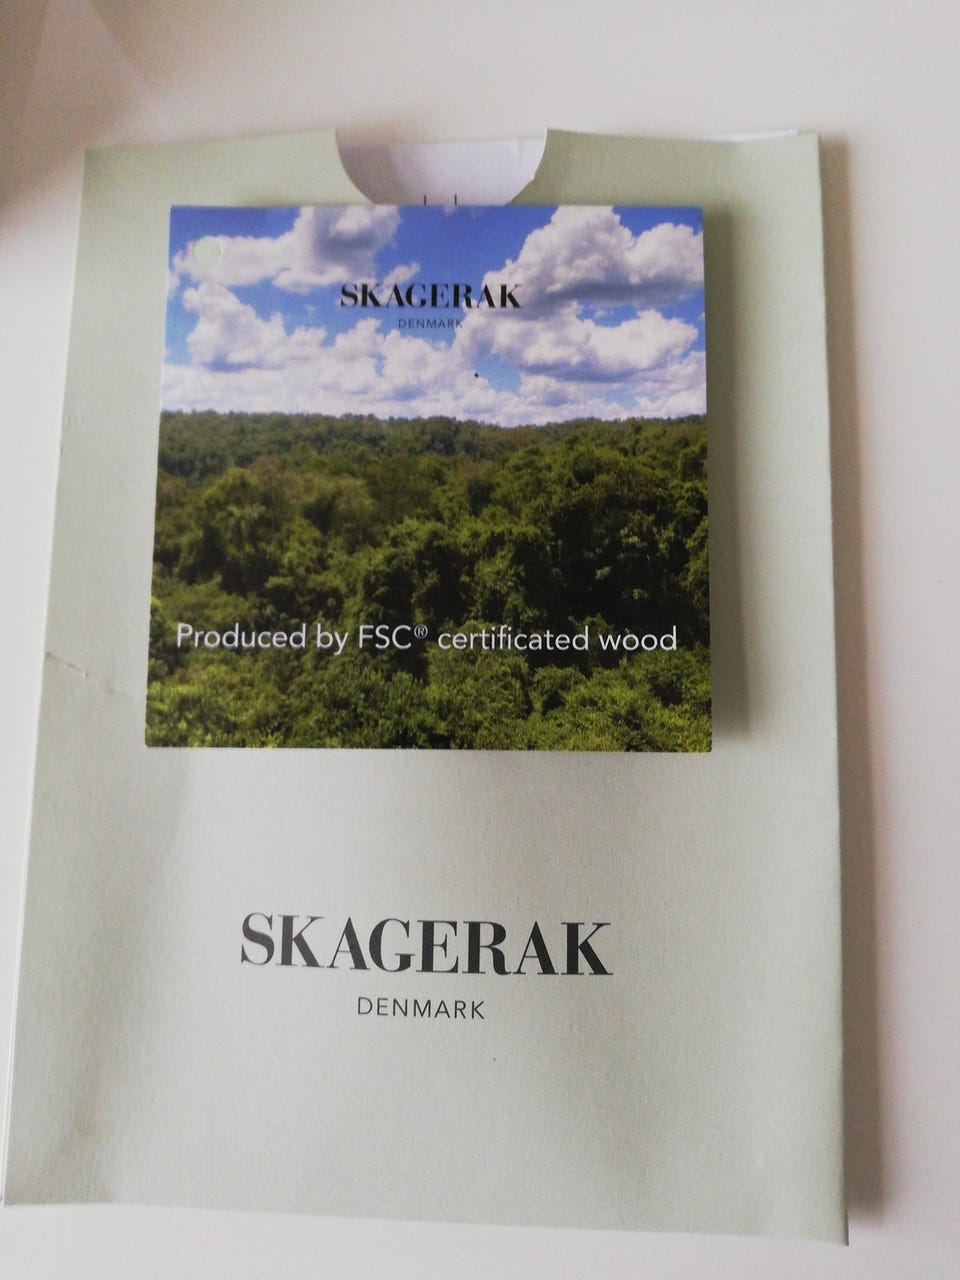 SKAGERAK
DENMARK
Produced by FSC® certificated wood
SKAGERAK
DENMARK